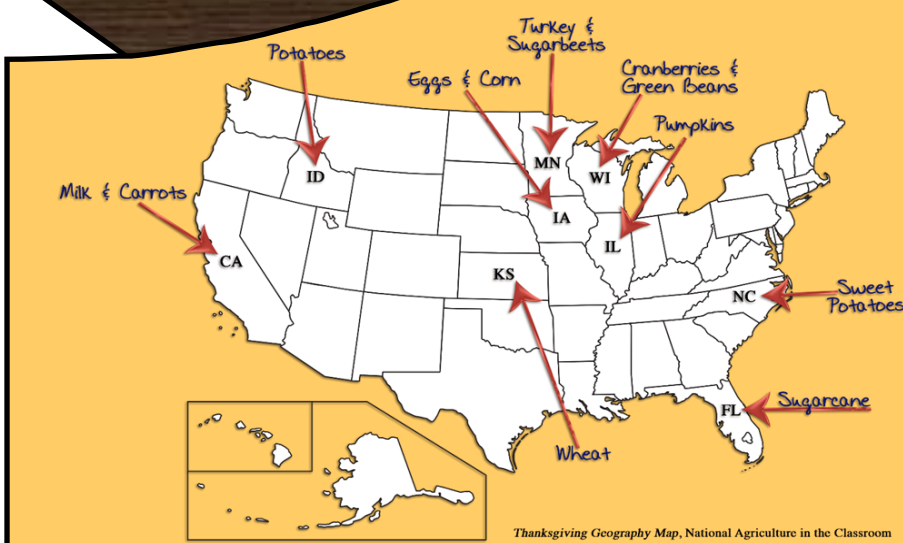 Turkey &
Sugarbeets
Potatoes
Eggs & Corn
Cranberries &
Green Beans
Pumpkins
MN
ID
WI
Milk & Carrots
IA
IL
CA
KS
NC
Sweet
Potatoes
FL
Sugarcane
Wheat
Thanksgiving Geography Map, National Agriculture in the Classroom